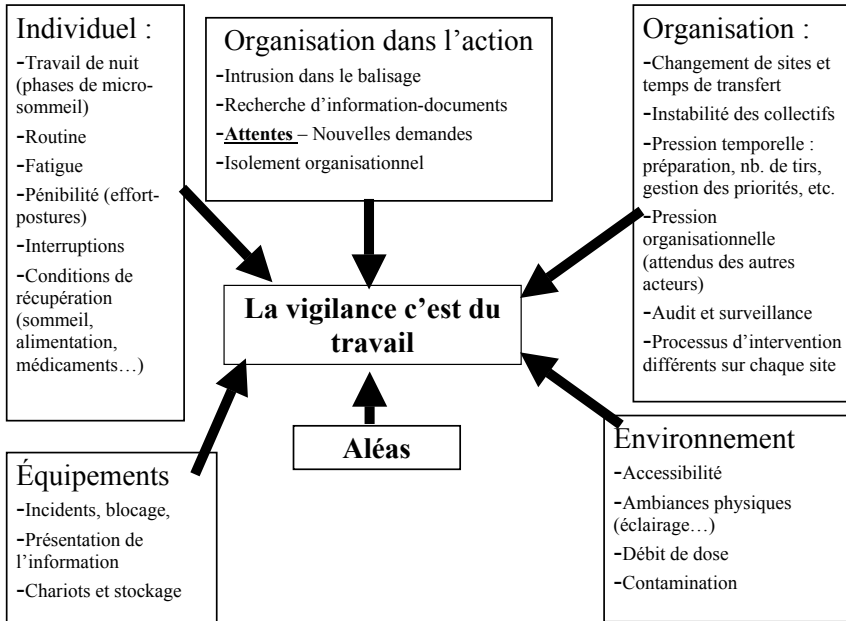 Individuel :
-Travail de nuit
(phases de micro-
sommeil)
-Routine
-Fatigue
-Pénibilité (effort-
postures)
-Interruptions
-Conditions de
récupération
(sommeil,
alimentation,
médicaments…)
Organisation dans l’action
-Intrusion dans le balisage
-Recherche d’information-documents
-Attentes – Nouvelles demandes
-Isolement organisationnel
Organisation :
-Changement de sites et
temps de transfert
-Instabilité des collectifs
-Pression temporelle :
préparation, nb. de tirs,
gestion des priorités, etc.
-Pression
organisationnelle
(attendus des autres
acteurs)
-Audit et surveillance
-Processus d’intervention
différents sur chaque site
La vigilance c’est du
travail
Aléas
Équipements
-Incidents, blocage,
-Présentation de
l’information
-Chariots et stockage
Environnement
-Accessibilité
-Ambiances physiques
(éclairage…)
-Débit de dose
-Contamination